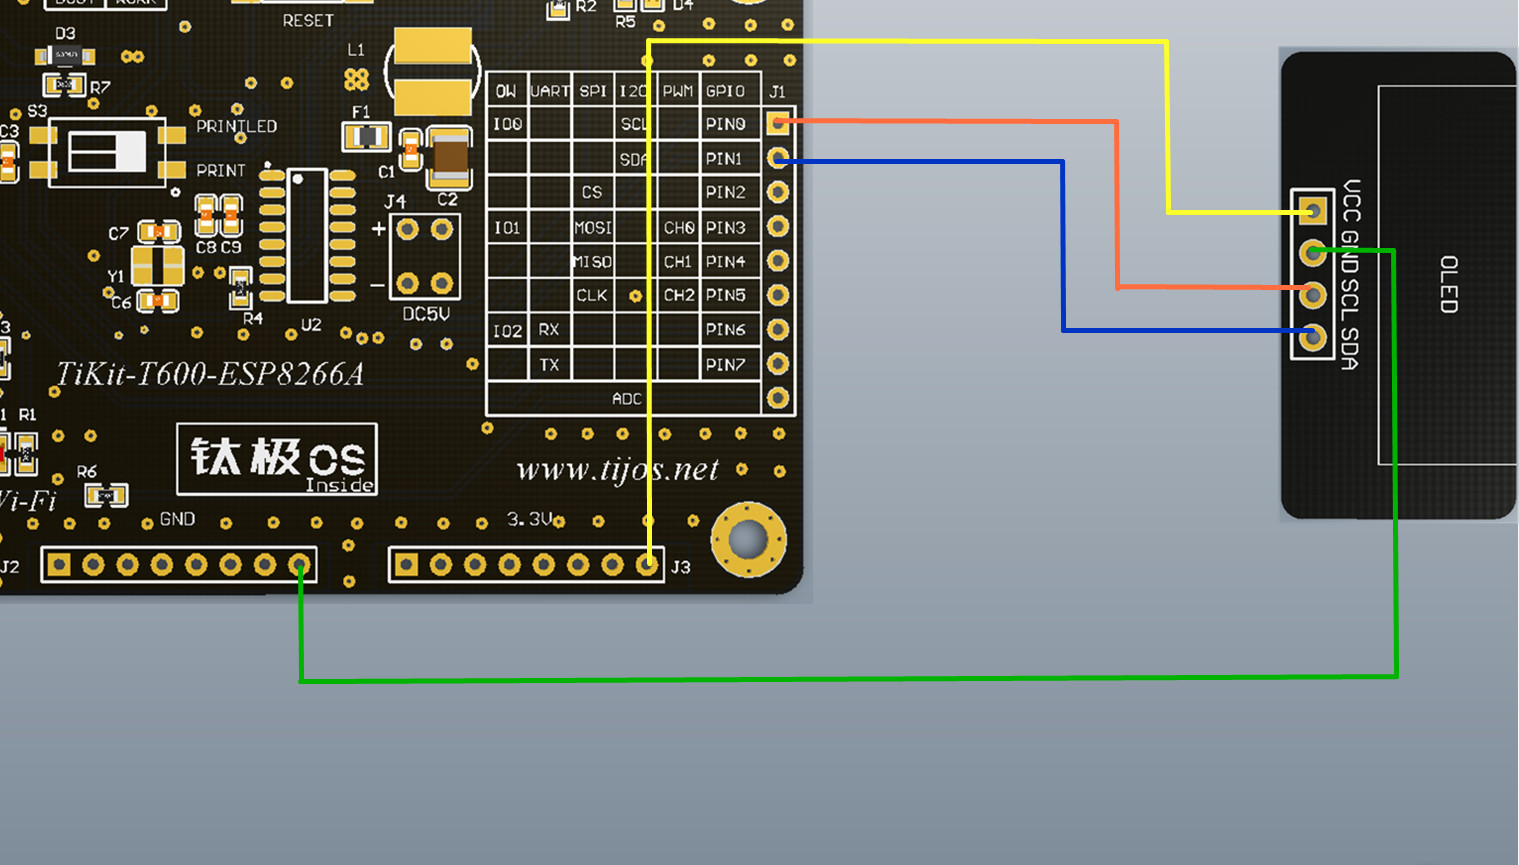 RESET
R2
R5
D4
D3
R7
L1
S3
PRINTLED
PRINT
C3
F1
C1
C2
J4
+
-
DC5V
C7
C8 C9
Y1
C6
R4
U2
OW UART SPI I2C PWM GPIO J1
IO0 SCL PIN0
SDA PIN1
CS PIN2
IO1 MOSI CH0 PIN3
MISO CH1 PIN4
CLK CH2 PIN5
IO2 RX PIN6
TX PIN7
ADC
TiKit-T600-ESP8266A
R1
R6
钛极OS
Inside
www.tijos.net
Wi-Fi
GND
3.3V
J2
J3
VCC GND SCL SDA
OLED